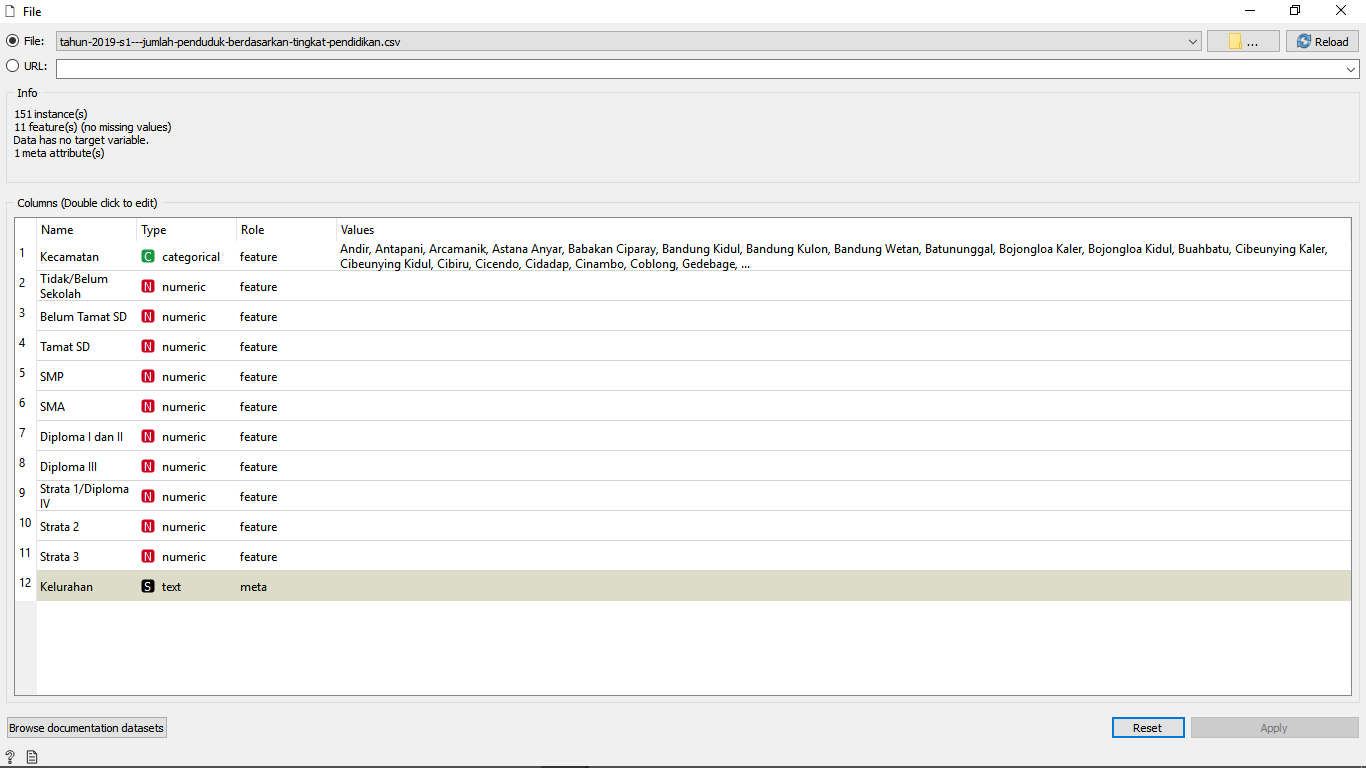 File
File:
tahun-2019-s1---jumlah-penduduk-berdasarkan-tingkat-pendidikan.csv
...
Reload
URL:
Info
151 instance(s)
11 feature(s) (no missing values)
Data has no target variable.
1 meta attribute(s)
Columns (Double click to edit)
Name Type Role Values
1 Kecamatan C categorical feature Andir, Antapani, Arcamanik, Astana Anyar, Babakan Ciparay, Bandung Kidul, Bandung Kulon, Bandung Wetan, Batununggal, Bojongloa Kaler, Bojongloa Kidul, Buahbatu, Cibeunying Kaler,
Cibeunying Kidul, Cibiru, Cicendo, Cidadap, Cinambo, Coblong, Gedebage, ...
2 Tidak/Belum
Sekolah N numeric feature
3 Belum Tamat SD N numeric feature
4 Tamat SD N numeric feature
5 SMP N numeric feature
6 SMA N numeric feature
7 Diploma I dan II N numeric feature
8 Diploma III N numeric feature
9 Strata 1/Diploma
IV N numeric feature
10 Strata 2 N numeric feature
11 Strata 3 N numeric feature
12 Kelurahan S text meta
Browse documentation datasets
Reset
Apply
?